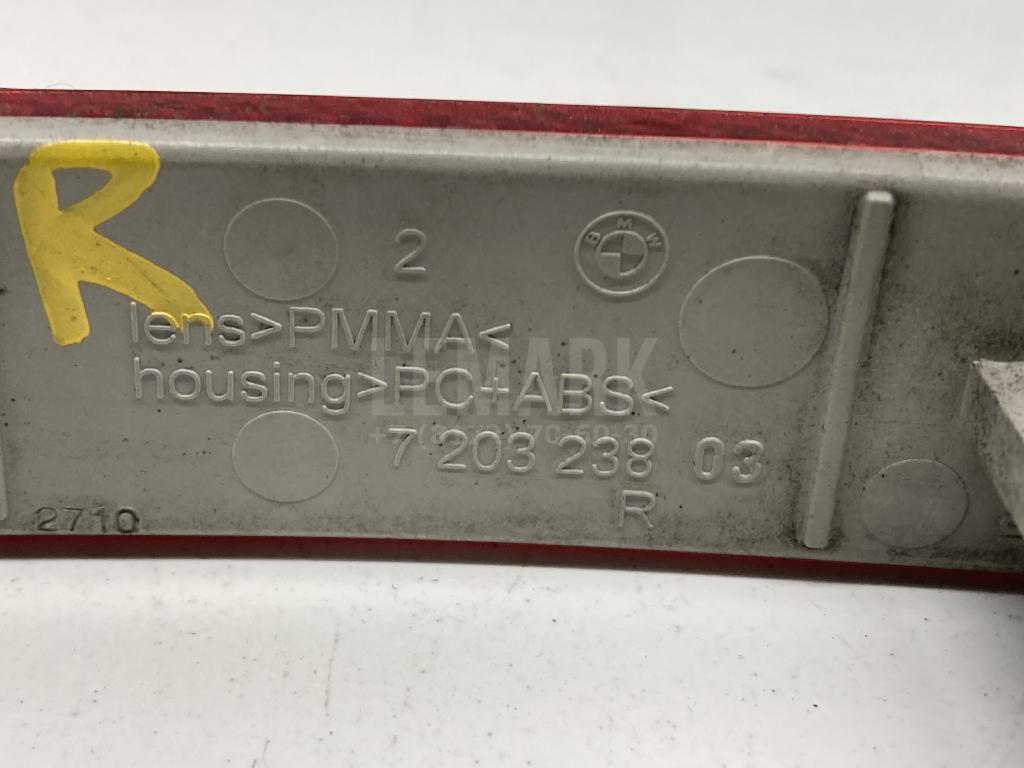 R
2
BMW
lens>PMMA<
housing>PC+ABS<
7 203 238 03
R
2710